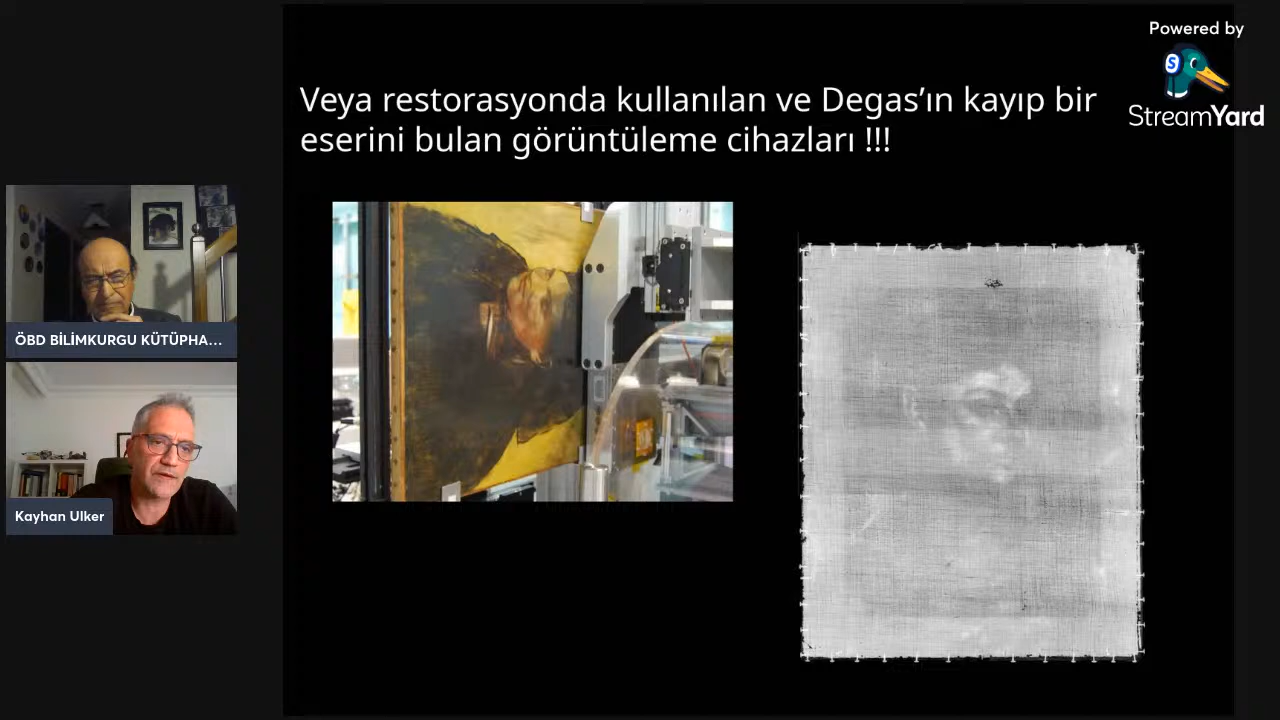 Powered by
StreamYard
Veya restorasyonda kullanılan ve Degas’ın kayıp bir
eserini bulan görüntüleme cihazları !!!
ÖBD BİLİMKURGU KÜTÜPHA...
Kayhan Ulker